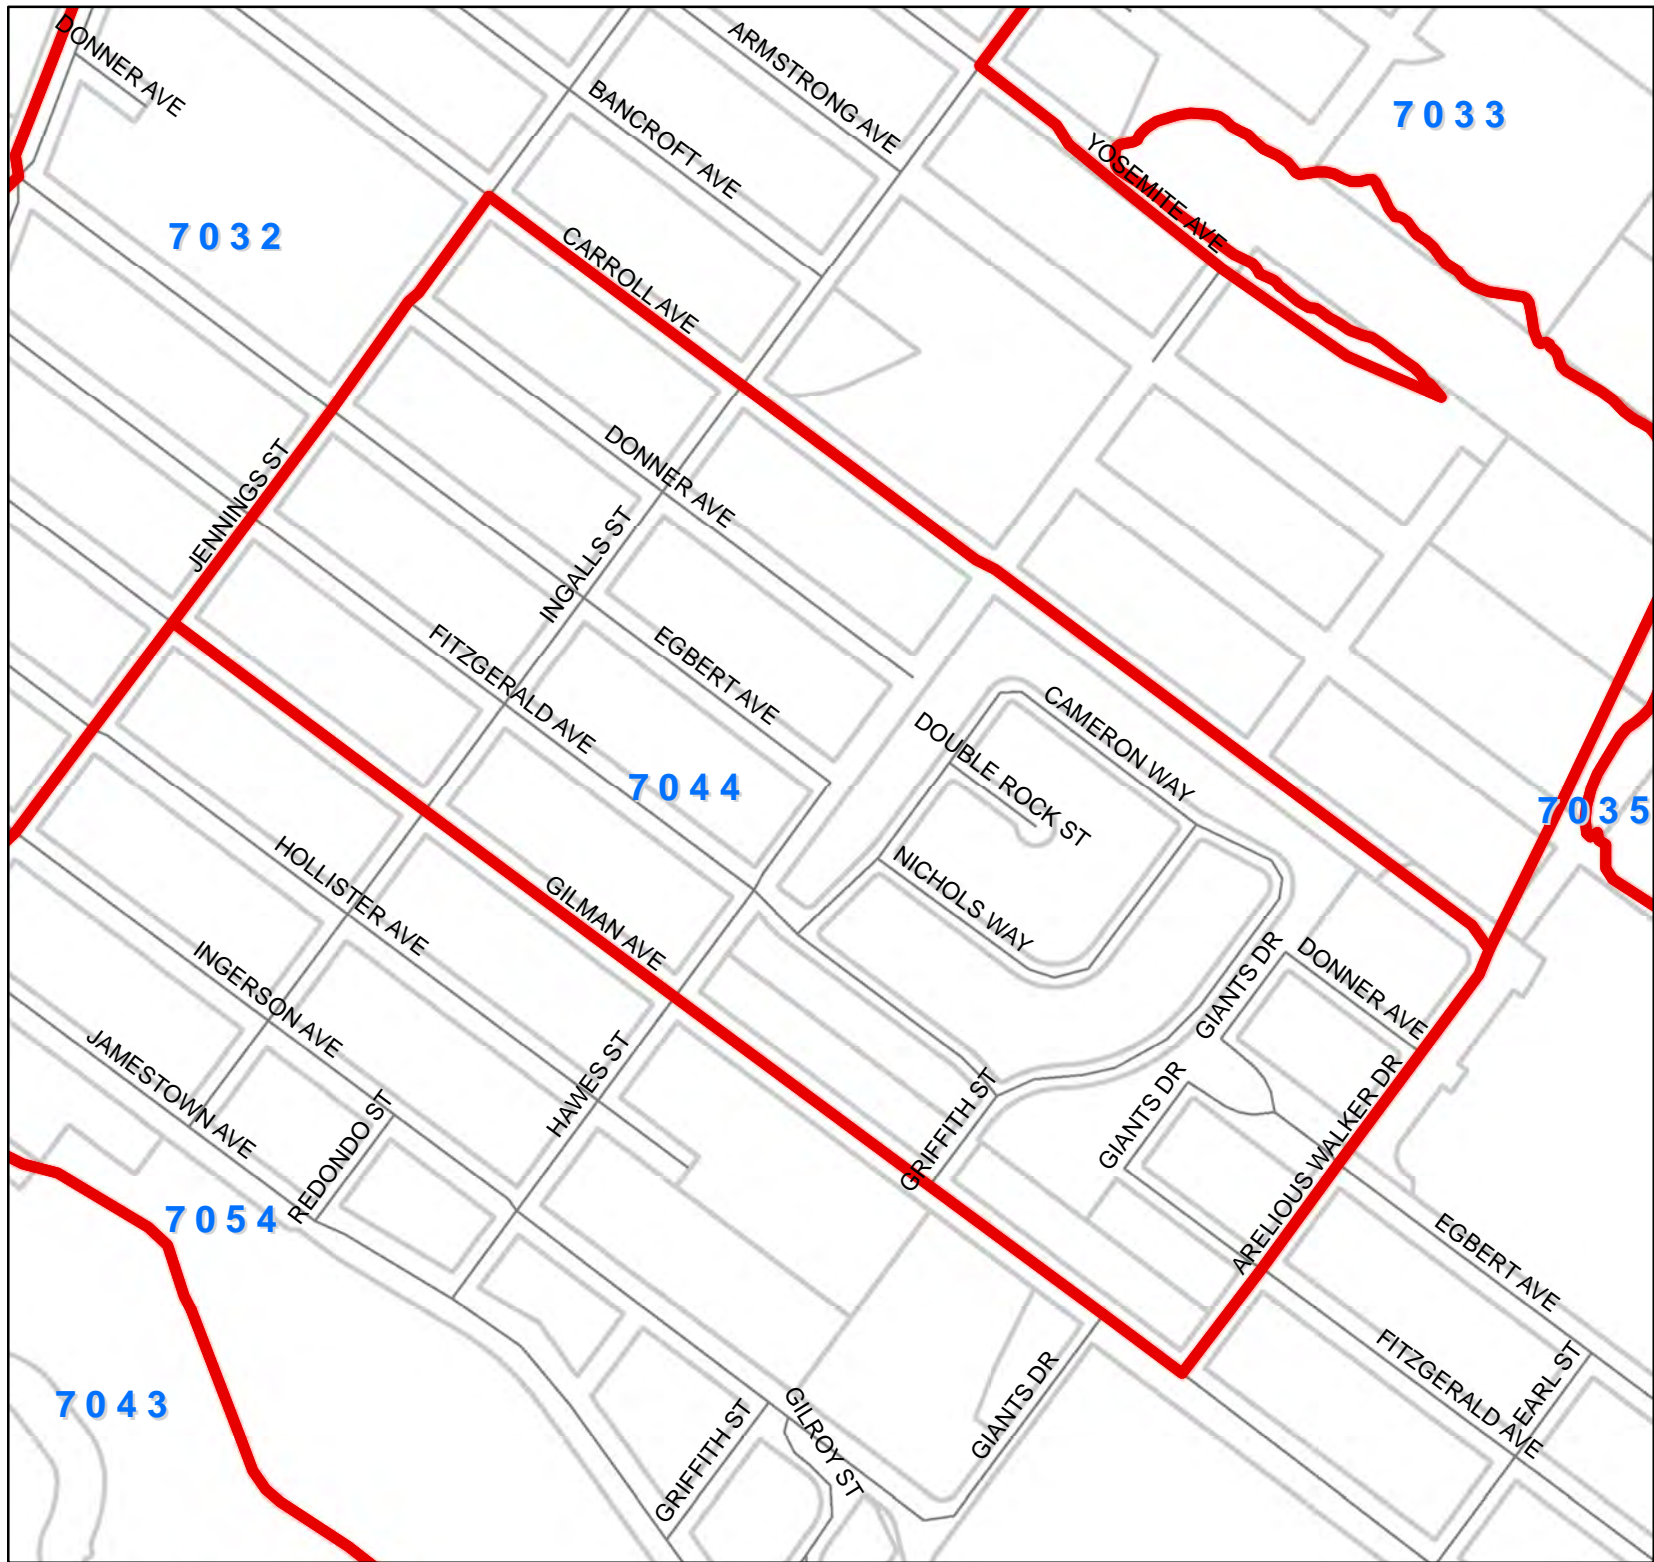 DONNER AVE
ARMSTRONG AVE
BANCROFT AVE
7033
YOSEMITE AVE
7032
CARROLL AVE
DONNER AVE
JENNINGS ST
INGALLS ST
EGBERT AVE
FITZGERALD AVE
CAMERON WAY
DOUBLE ROCK ST
7044
7035
NICHOLS WAY
HOLLISTER AVE
GILMAN AVE
INGERSON AVE
GIANTS DR
DONNER AVE
JAMESTOWN AVE
HAWES ST
REDONDO ST
GRIFFITH ST
GIANTS DR
ARELIOUS WALKER DR
7054
EGBERT AVE
FITZGERALD AVE
EARL ST
7043
GIANTS DR
GRIFFITH ST
GILROY ST